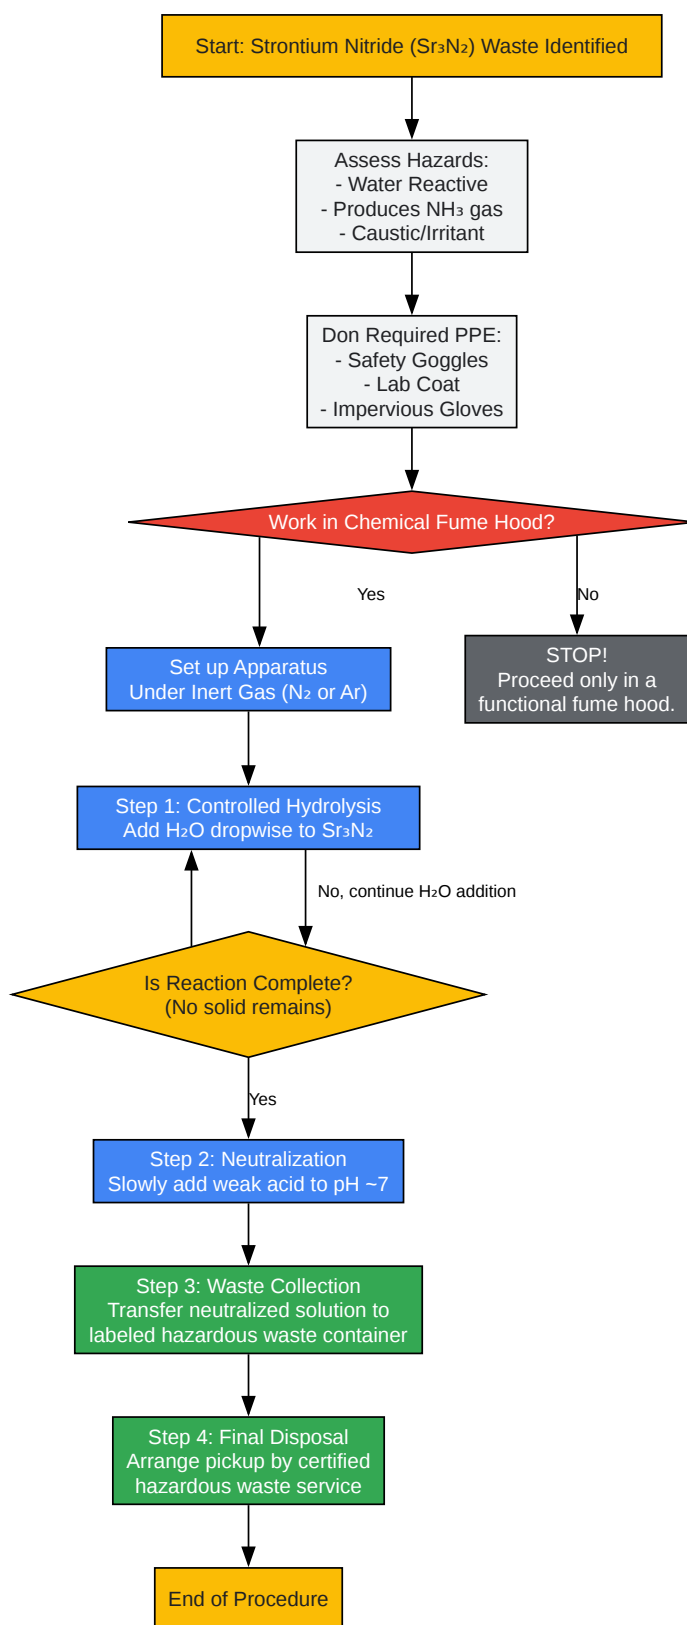 Start: Strontium Nitride (Sr₃N₂) Waste Identified
Assess Hazards:
- Water Reactive
- Produces NH₃ gas
- Caustic/Irritant
Don Required PPE:
- Safety Goggles
- Lab Coat
- Impervious Gloves
Work in Chemical Fume Hood?
Yes
No
Set up Apparatus
Under Inert Gas (N₂ or Ar)
STOP!
Proceed only in a
functional fume hood.
Step 1: Controlled Hydrolysis
Add H₂O dropwise to Sr₃N₂
No, continue H₂O addition
Is Reaction Complete?
(No solid remains)
Yes
Step 2: Neutralization
Slowly add weak acid to pH ~7
Step 3: Waste Collection
Transfer neutralized solution to
labeled hazardous waste container
Step 4: Final Disposal
Arrange pickup by certified
hazardous waste service
End of Procedure